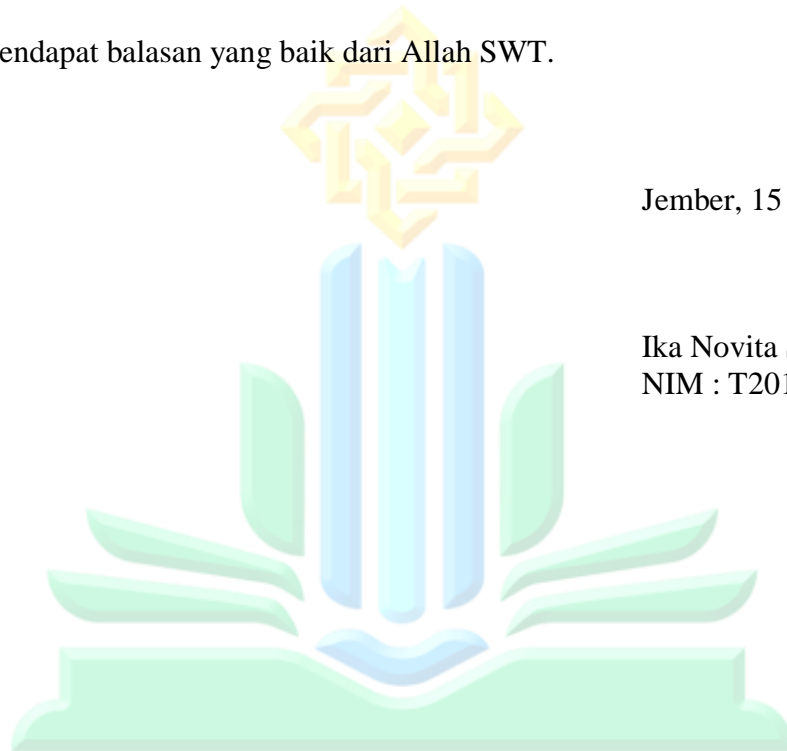 endapat balasan yang baik dari Allah SWT.
Jember, 15
Ika Novita
NIM : T201